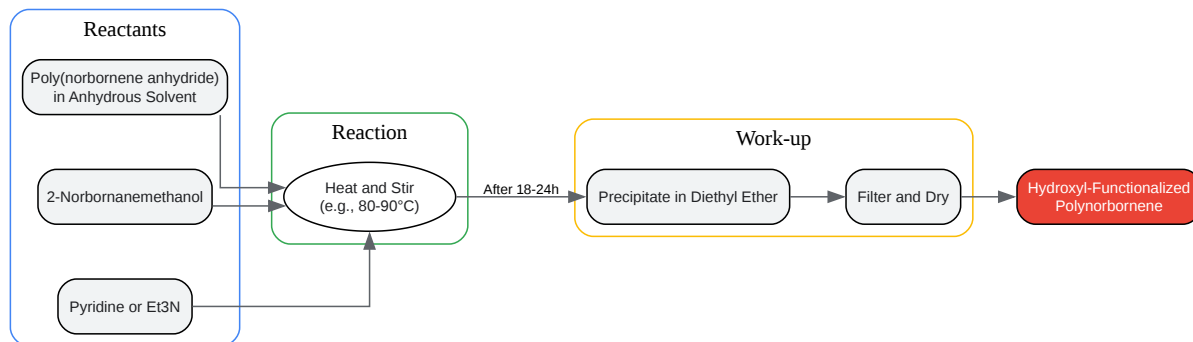 Reactants
Poly(norbornene anhydride)
in Anhydrous Solvent
2-Norbornanemethanol
Pyridine or Et3N
Reaction
Heat and Stir
(e.g., 80-90°C)
After 18-24h
Work-up
Precipitate in Diethyl Ether
Filter and Dry
Hydroxyl-Functionalized
Polynorbornene